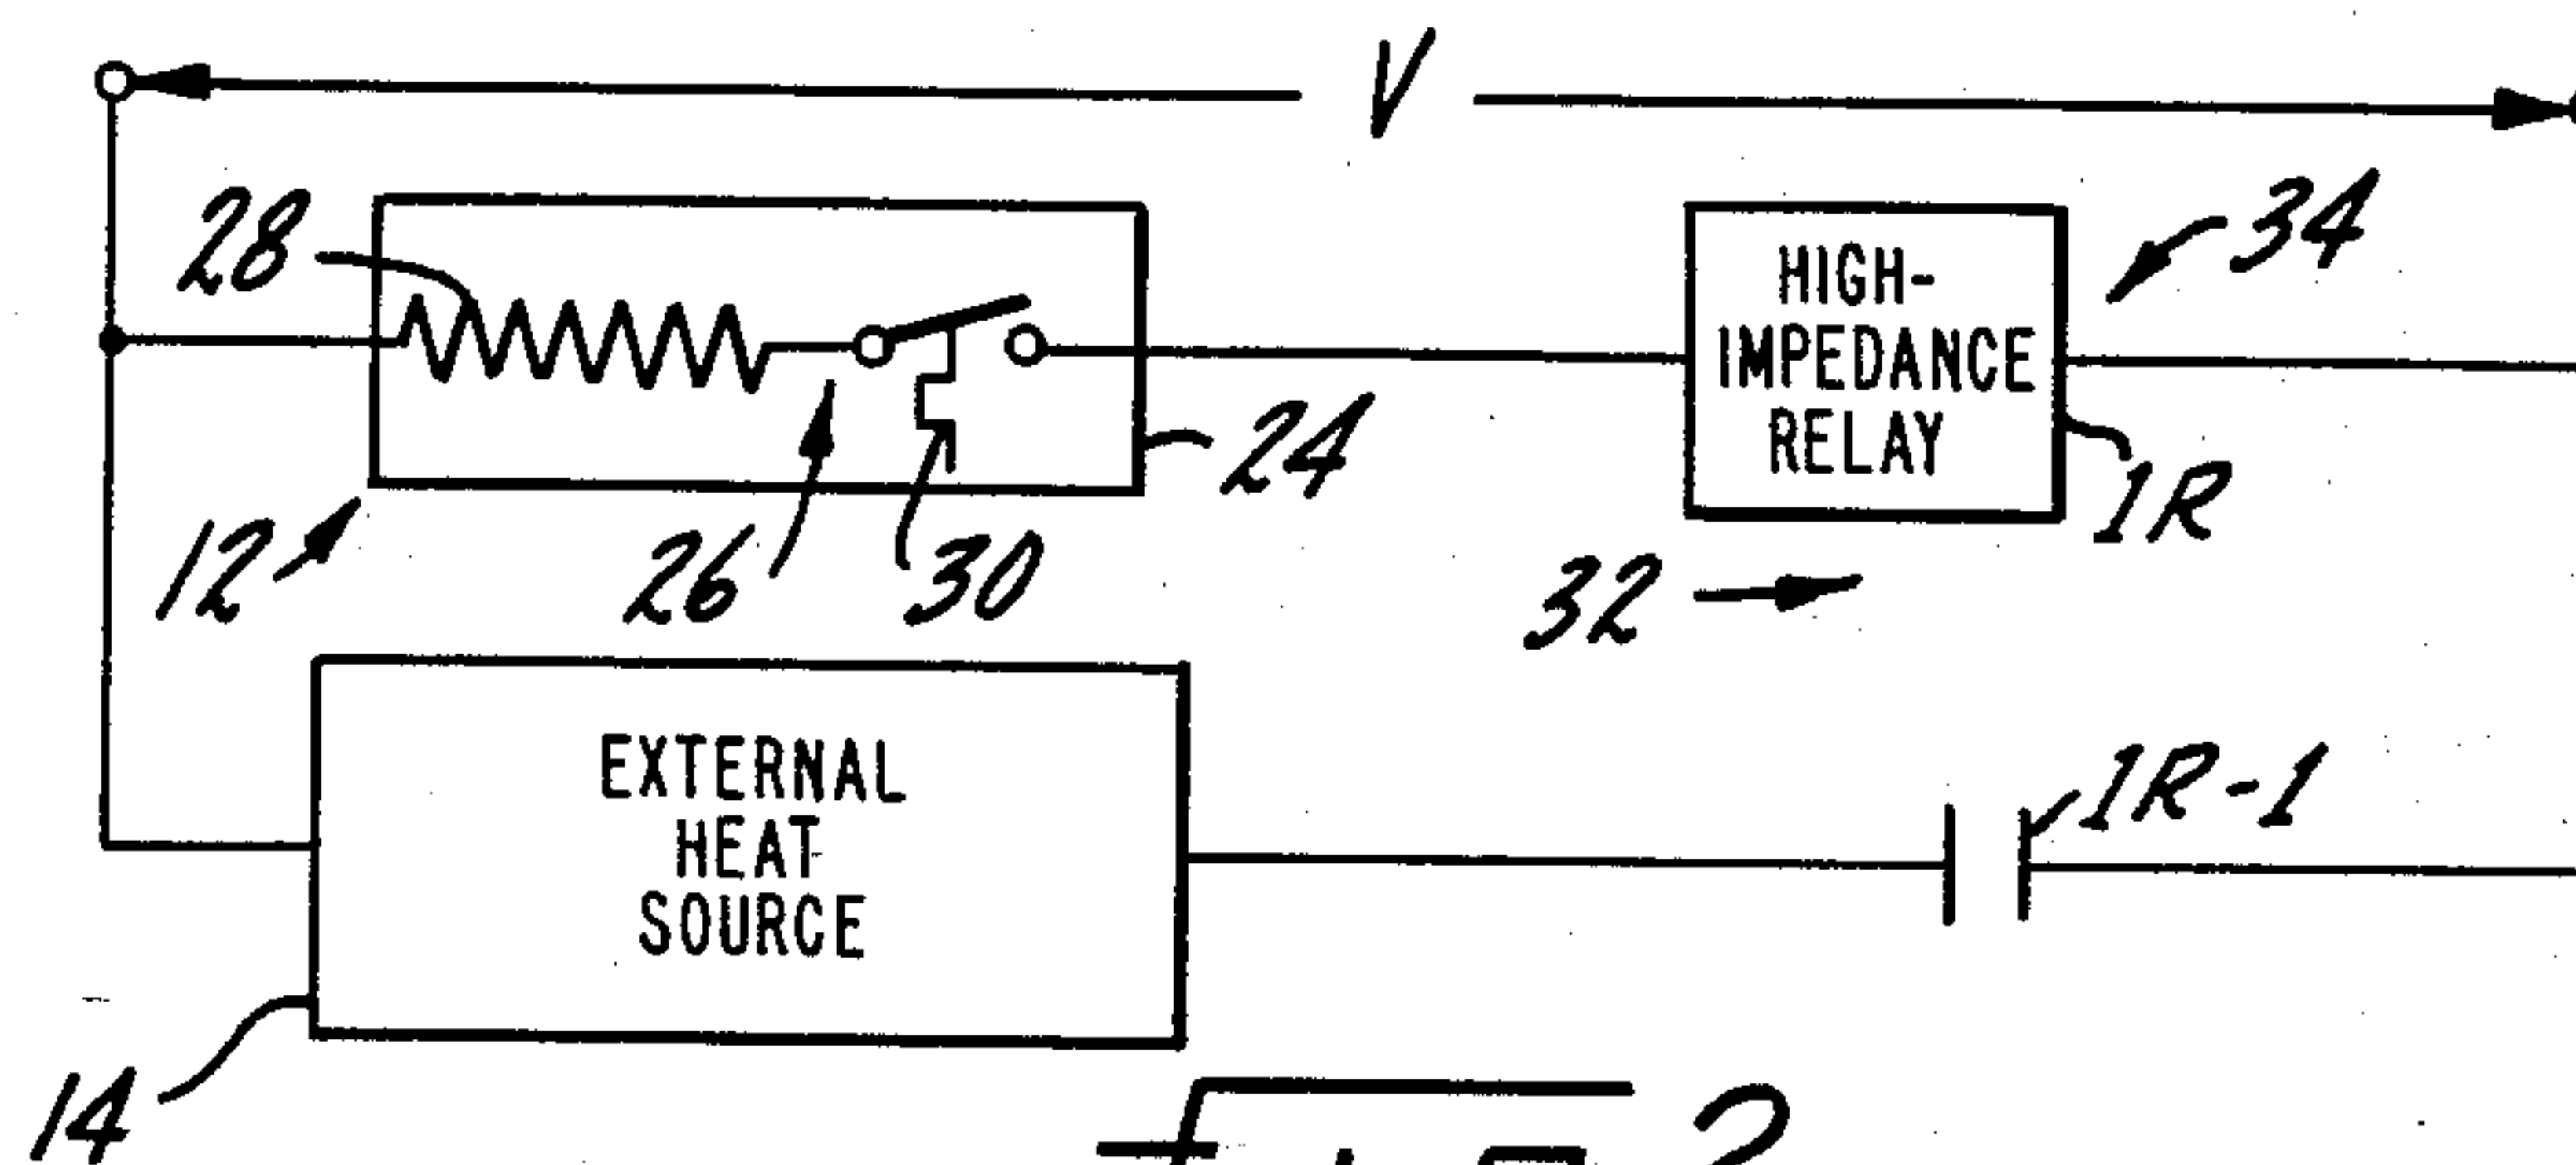 V
28
34
HIGH-
IMPEDANCE
RELAY
24
1R
12
26
30
32
EXTERNAL
HEAT
SOURCE
1R-1
14